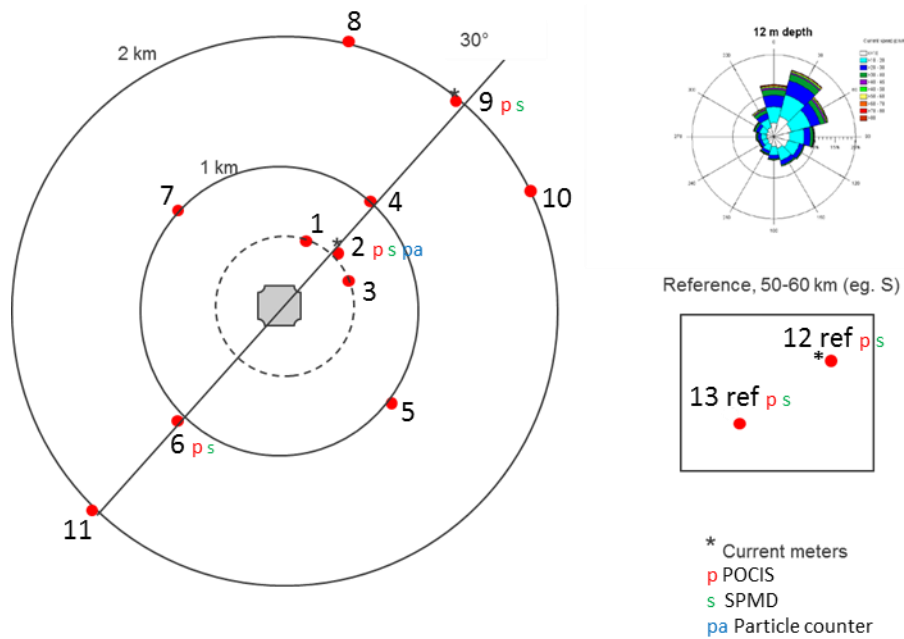 8
2 km
30°
9 p s
*
1 km
7
4
10
1
*
2 p s pa
3
5
6 p s
11
12 m depth
Reference, 50-60 km (eg. S)
12 ref p s
*
13 ref p s
* Current meters
p POCIS
s SPMD
pa Particle counter